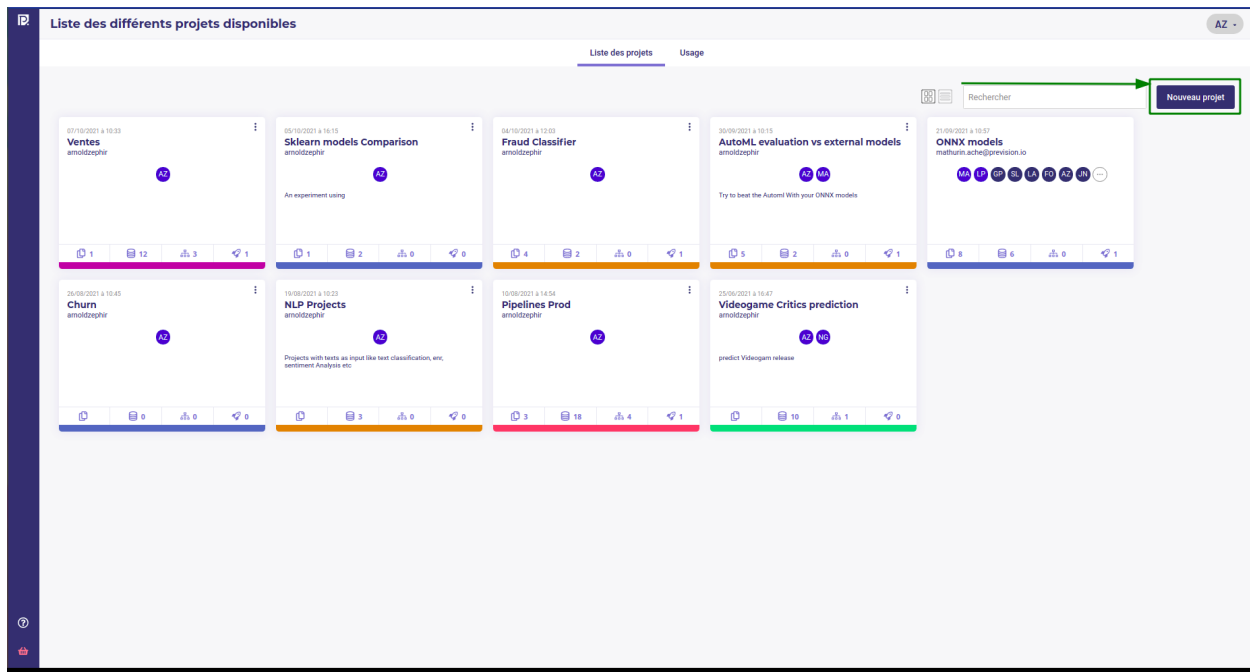 Liste des différents projets disponibles
AZ
Liste des projets
Usage
Rechercher
Nouveau projet
07/10/2021 à 10:33
Ventes
arnoldzephir
AZ
1
12
3
1
05/10/2021 à 16:15
Sklearn models Comparison
arnoldzephir
AZ
An experiment using
1
2
0
0
04/10/2021 à 12:03
Fraud Classifier
arnoldzephir
AZ
4
2
0
1
30/09/2021 à 10:15
AutoML evaluation vs external models
arnoldzephir
AZ MA
Try to beat the Automl With your ONNX models
5
2
0
1
21/09/2021 à 10:57
ONNX models
mathurin.ache@prevision.io
MA LP GP SL LA FO AZ JN ...
8
6
0
1
26/08/2021 à 10:45
Churn
arnoldzephir
AZ
0
0
0
19/08/2021 à 10:23
NLP Projects
arnoldzephir
AZ
Projects with texts as input like text classification, enr,
sentiment Analysis etc
3
0
0
10/08/2021 à 14:54
Pipelines Prod
arnoldzephir
AZ
3
18
4
1
25/06/2021 à 16:47
Videogame Critics prediction
arnoldzephir
AZ NG
predict Videogam release
10
1
0